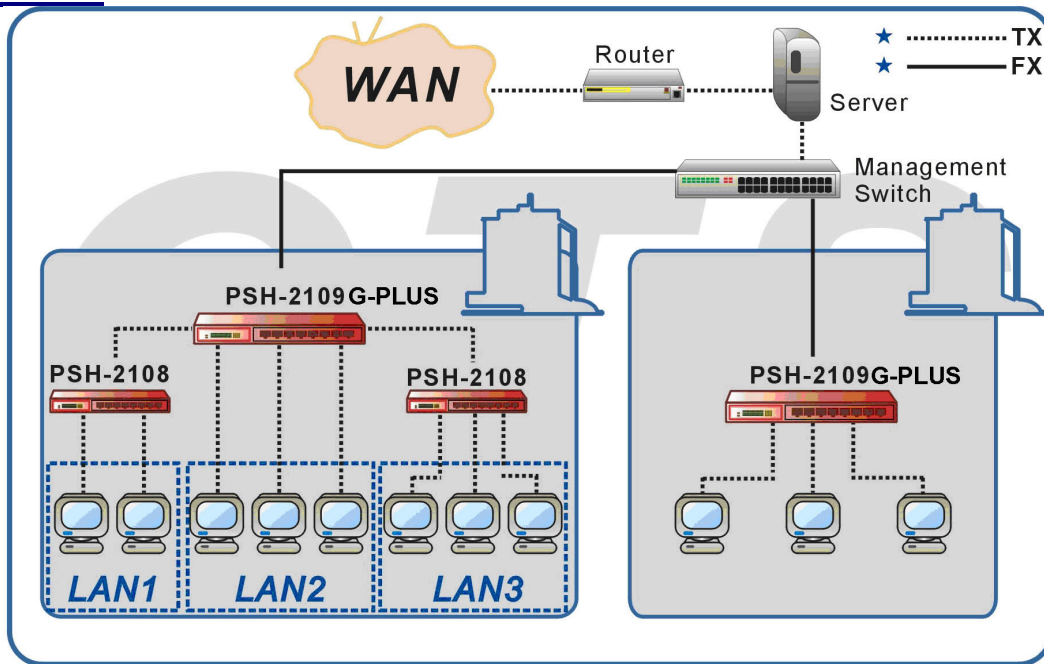 WAN
Router
Server
★ TX
★ FX
Management
Switch
PSH-2109G-PLUS
PSH-2108
PSH-2108
PSH-2109G-PLUS
LAN1
LAN2
LAN3